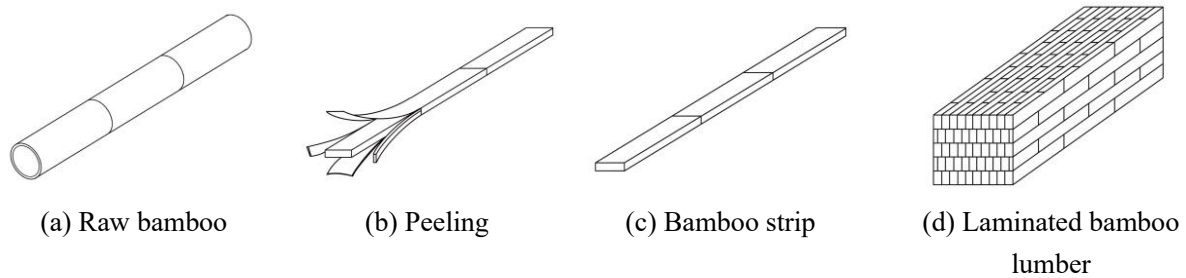 (a) Raw bamboo
(b) Peeling
(c) Bamboo strip
(d) Laminated bamboo
lumber